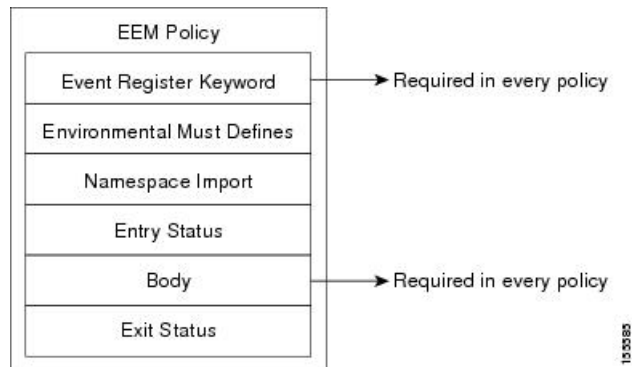 EEM Policy
Event Register Keyword
Required in every policy
Environmental Must Defines
Namespace Import
Entry Status
Body
Required in every policy
Exit Status
155585